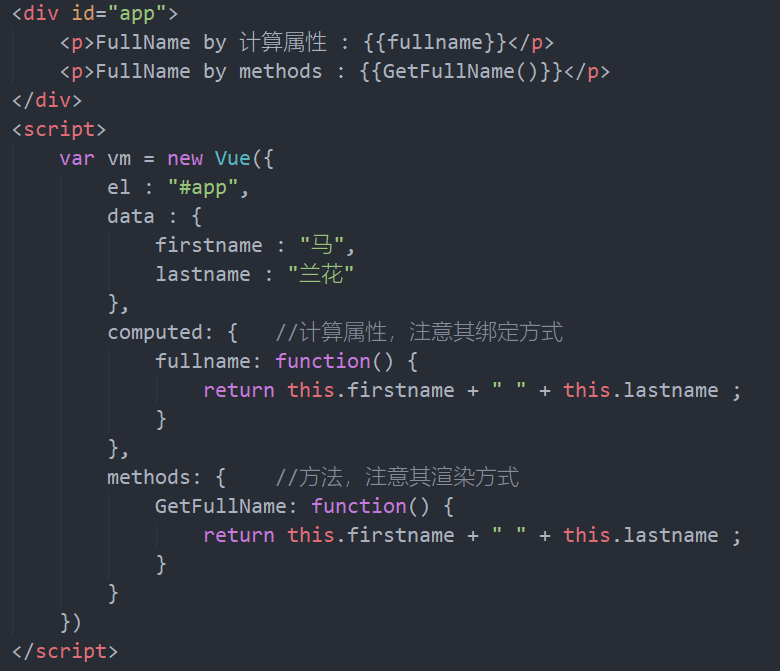 <div id="app">
    <p>FullName by 计算属性 : {{fullname}}</p>
    <p>FullName by methods : {{GetFullName()}}</p>
</div>
<script>
    var vm = new Vue({
        el : "#app",
        data : {
            firstname : "马",
            lastname : "兰花"
        },
        computed: {   //计算属性，注意其绑定方式
            fullname: function() {
                return this.firstname + " " + this.lastname ;
            }
        },
        methods: {    //方法，注意其渲染方式
            GetFullName: function() {
                return this.firstname + " " + this.lastname ;
            }
        }
    })
</script>